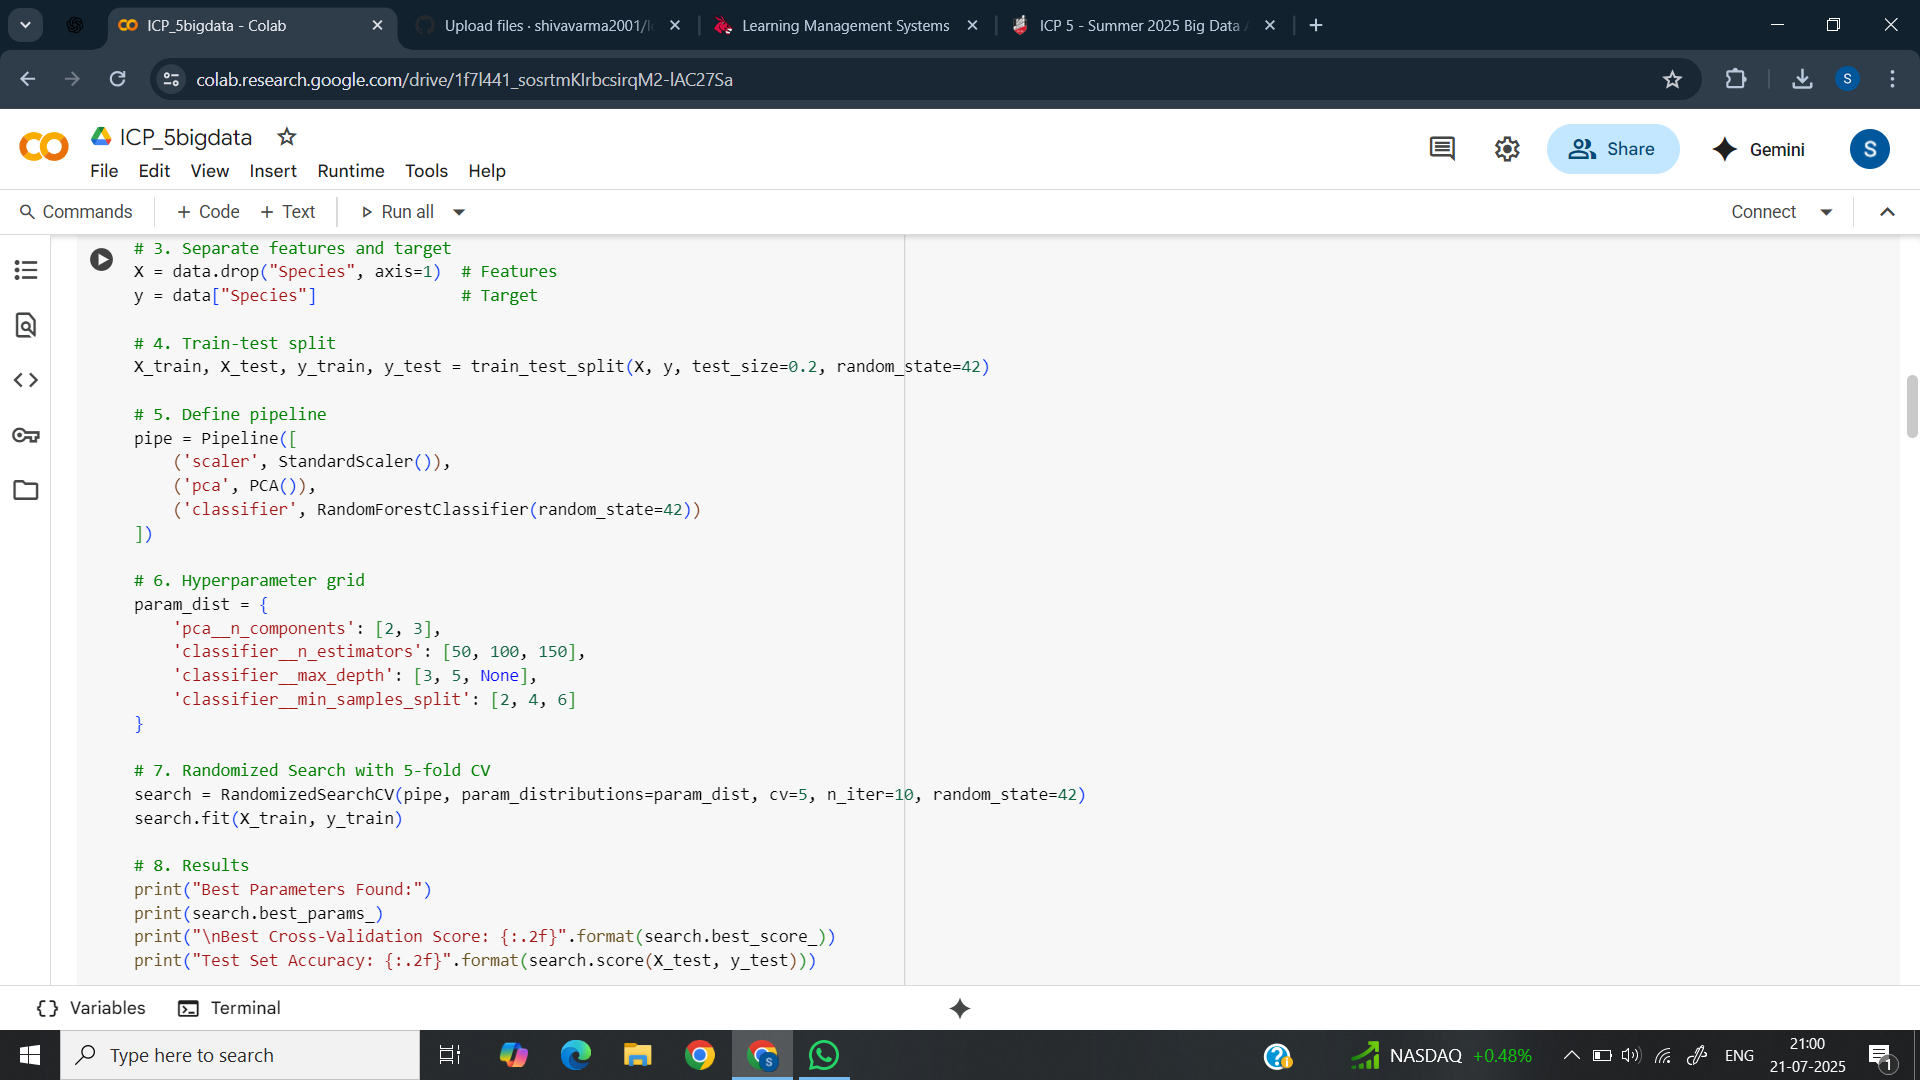 ICP_5bigdata - Colab
Upload files · shivavarma2001/
Learning Management Systems
ICP 5 - Summer 2025 Big Data
colab.research.google.com/drive/1f7l441_sosrtmKIrbcsirqM2-lAC27Sa
S
ICP_5bigdata
File Edit View Insert Runtime Tools Help
Share
Gemini
S
Commands
+ Code + Text
Run all
Connect
# 3. Separate features and target
X = data.drop("Species", axis=1)  # Features
y = data["Species"]               # Target
# 4. Train-test split
X_train, X_test, y_train, y_test = train_test_split(X, y, test_size=0.2, random_state=42)
# 5. Define pipeline
pipe = Pipeline([
    ('scaler', StandardScaler()),
    ('pca', PCA()),
    ('classifier', RandomForestClassifier(random_state=42))
])
# 6. Hyperparameter grid
param_dist = {
    'pca__n_components': [2, 3],
    'classifier__n_estimators': [50, 100, 150],
    'classifier__max_depth': [3, 5, None],
    'classifier__min_samples_split': [2, 4, 6]
}
# 7. Randomized Search with 5-fold CV
search = RandomizedSearchCV(pipe, param_distributions=param_dist, cv=5, n_iter=10, random_state=42)
search.fit(X_train, y_train)
# 8. Results
print("Best Parameters Found:")
print(search.best_params_)
print("\nBest Cross-Validation Score: {:.2f}".format(search.best_score_))
print("Test Set Accuracy: {:.2f}".format(search.score(X_test, y_test)))
Variables
Terminal
Type here to search
S
NASDAQ +0.48%
ENG
21:00
21-07-2025
1